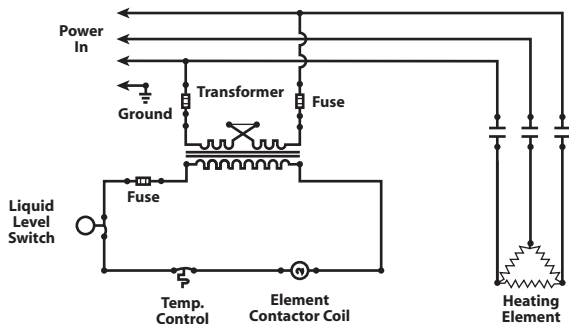 Power
In
Ground
Transformer
Fuse
Fuse
Liquid
Level
Switch
Temp.
Control
Element
Contactor Coil
Heating
Element